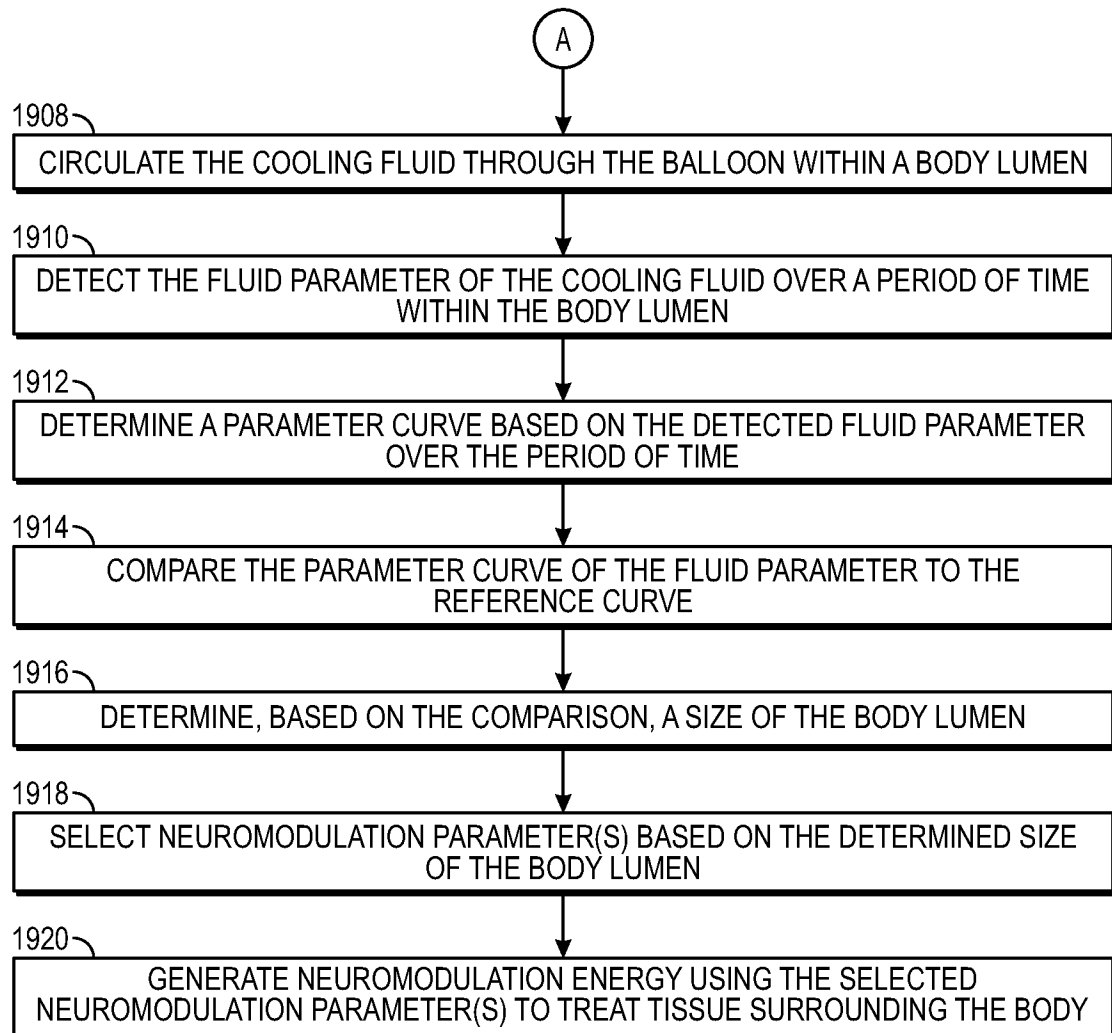 A
1908
CIRCULATE THE COOLING FLUID THROUGH THE BALLOON WITHIN A BODY LUMEN
1910
DETECT THE FLUID PARAMETER OF THE COOLING FLUID OVER A PERIOD OF TIME
WITHIN THE BODY LUMEN
1912
DETERMINE A PARAMETER CURVE BASED ON THE DETECTED FLUID PARAMETER
OVER THE PERIOD OF TIME
1914
COMPARE THE PARAMETER CURVE OF THE FLUID PARAMETER TO THE
REFERENCE CURVE
1916
DETERMINE, BASED ON THE COMPARISON, A SIZE OF THE BODY LUMEN
1918
SELECT NEUROMODULATION PARAMETER(S) BASED ON THE DETERMINED SIZE
OF THE BODY LUMEN
1920
GENERATE NEUROMODULATION ENERGY USING THE SELECTED
NEUROMODULATION PARAMETER(S) TO TREAT TISSUE SURROUNDING THE BODY